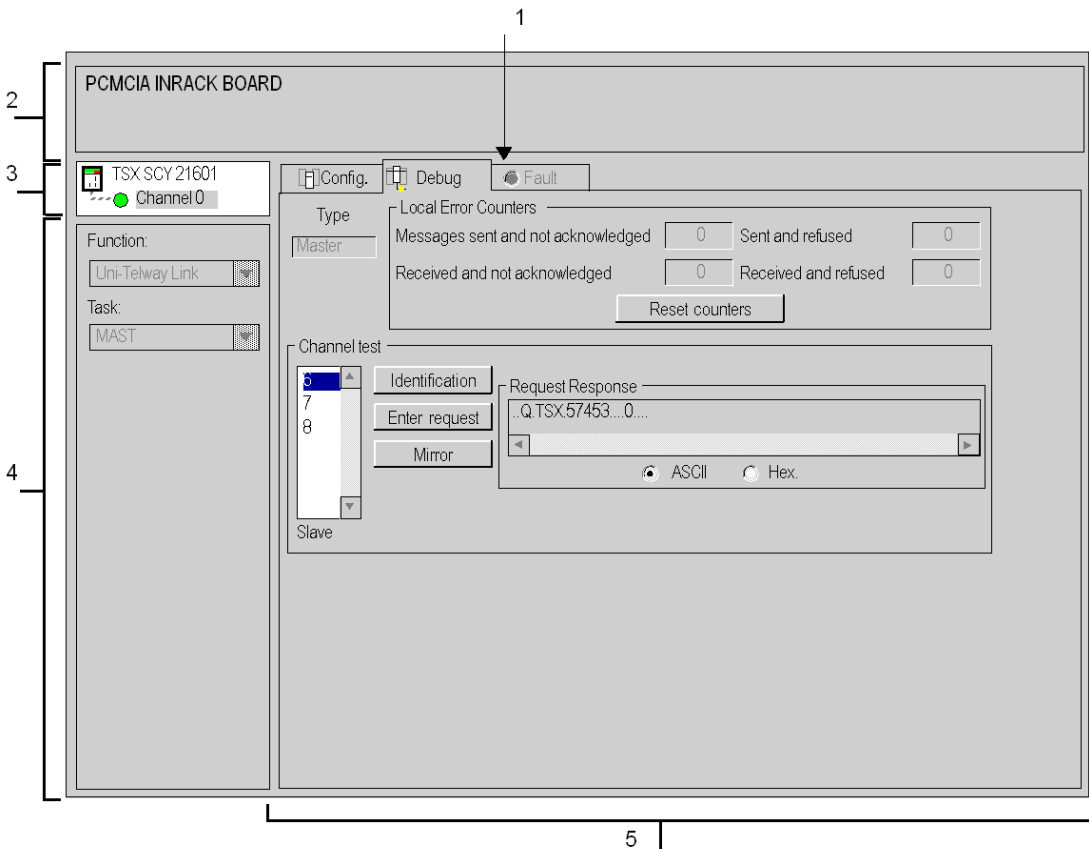 1
2
PCMCIA INRACK BOARD
3
TSX SCY 21601
Channel 0
Config.
Debug
Fault
4
Function:
Uni-Telway Link
Task:
MAST
Type
Master
Local Error Counters
Messages sent and not acknowledged 0 Sent and refused 0
Received and not acknowledged 0 Received and refused 0
Reset counters
Channel test
6
7
8
Slave
Identification
Enter request
Mirror
Request Response
..Q.TSX.57453....0....
ASCII Hex.
5